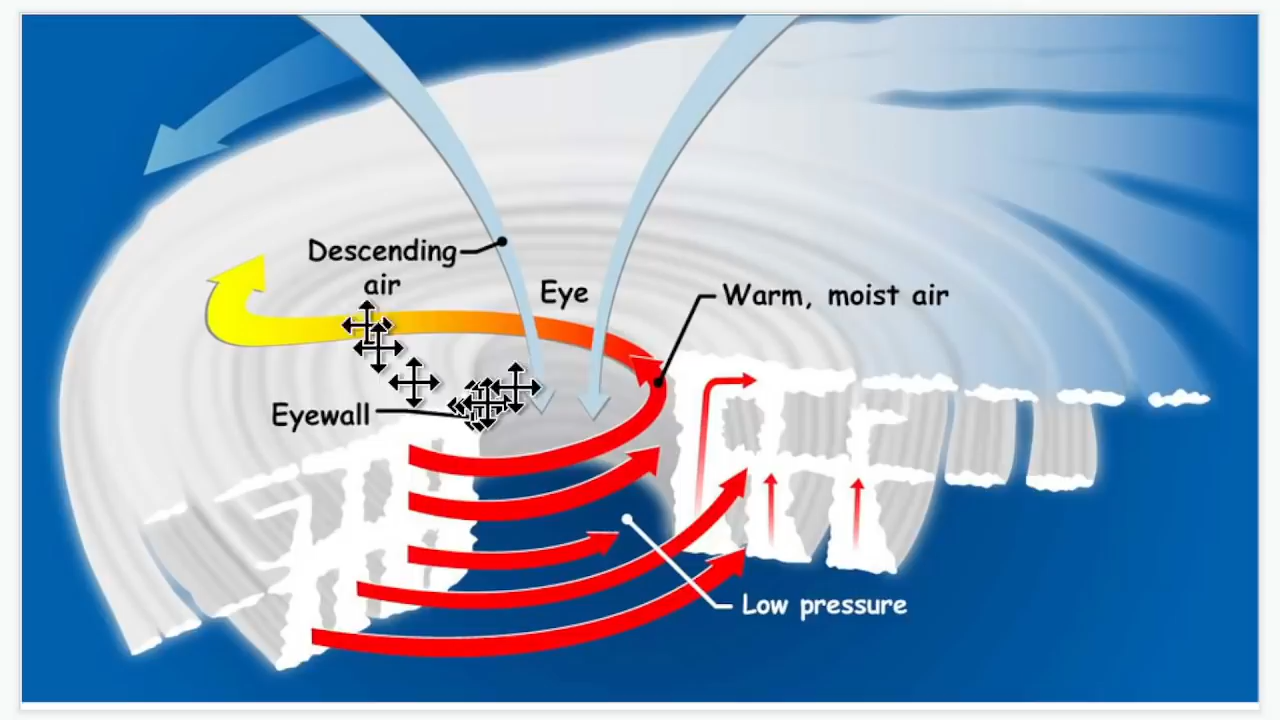 Descending
air
Eye
Warm, moist air
Eyewall
Low pressure